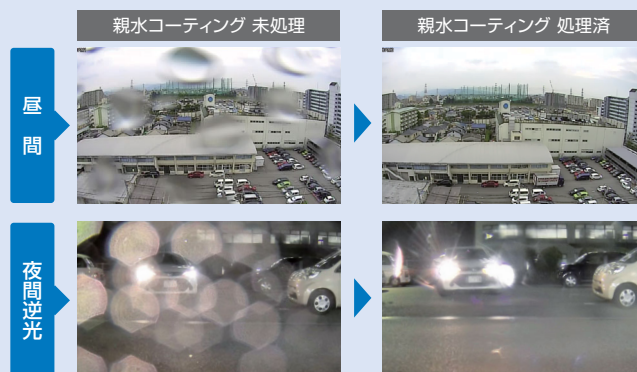 親水コーティング 未処理
親水コーティング 処理済
昼間
夜間逆光